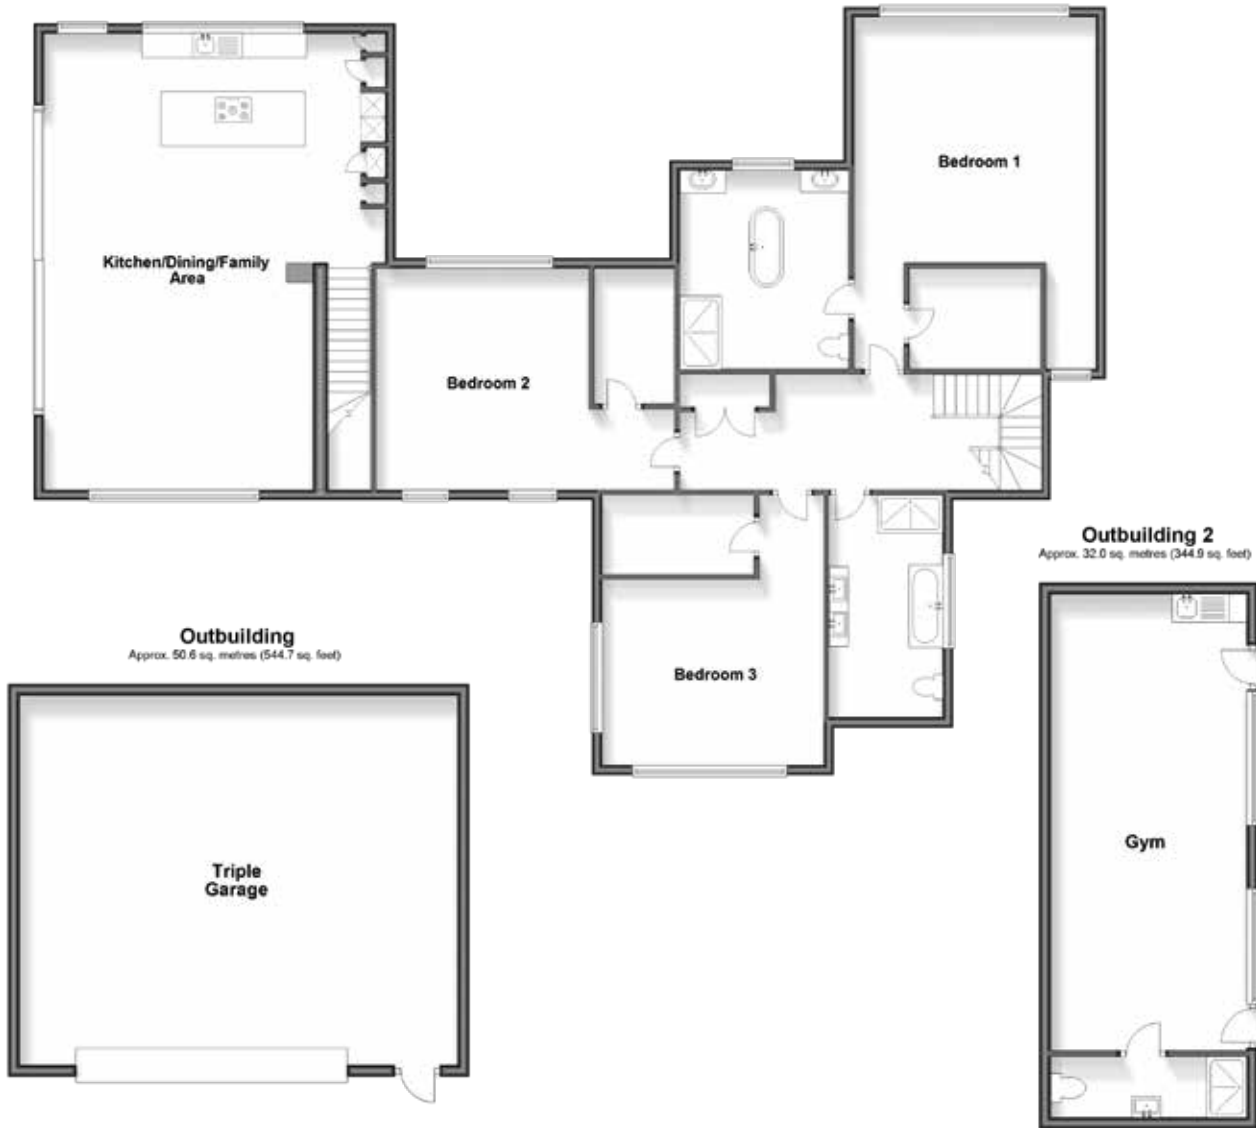 Bedroom 1
Kitchen/Dining/Family
Area
Bedroom 2
Outbuilding 2
Approx. 32.0 sq. metres (344.9 sq. feet)
Outbuilding
Approx. 50.6 sq. metres (544.7 sq. feet)
Bedroom 3
Gym
Triple
Garage